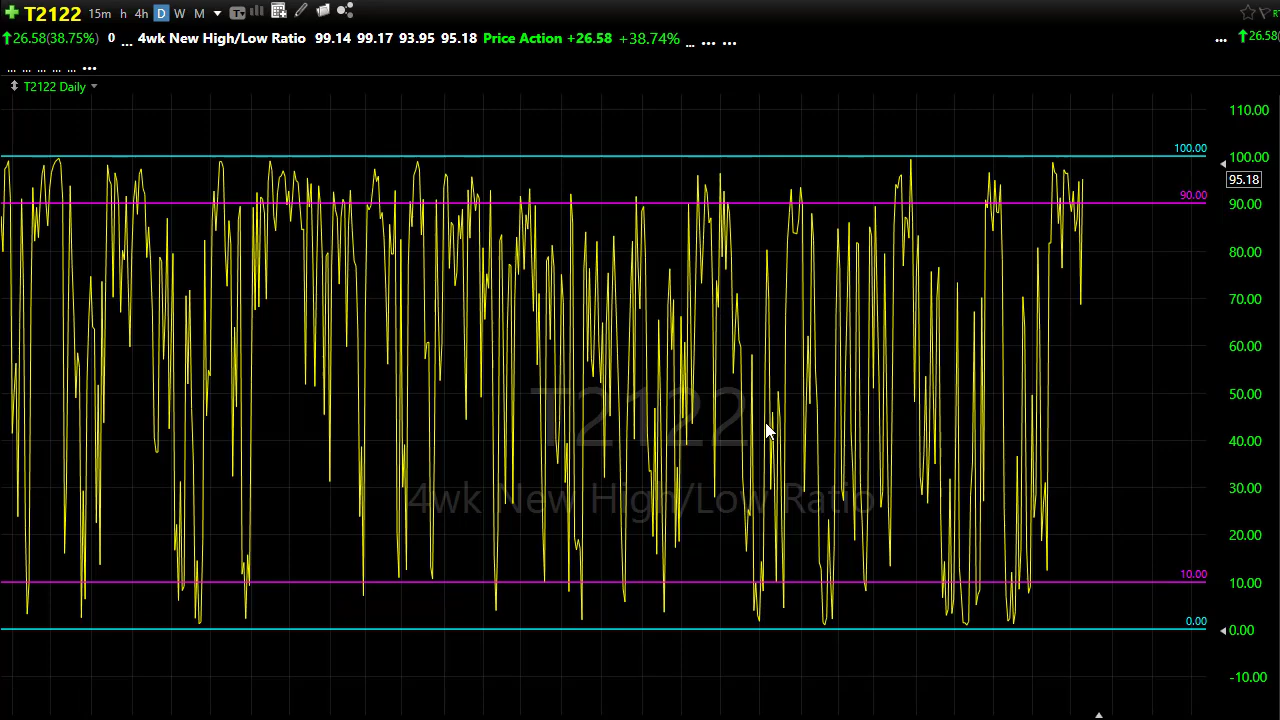 T2122 15m h 4h D W M T
26.58(38.75%) 0 ... 4wk New High/Low Ratio 99.14 99.17 93.95 95.18 Price Action +26.58 +38.74% ... ... ... ... 26.58(
... ... ... ... ... ...
T2122 Daily
110.00
100.00 100.00
95.18
90.00 90.00
80.00
70.00
60.00
50.00
T2122
40.00
4wk New High/Low Ratio
30.00
20.00
10.00 10.00
0.00 0.00
-10.00